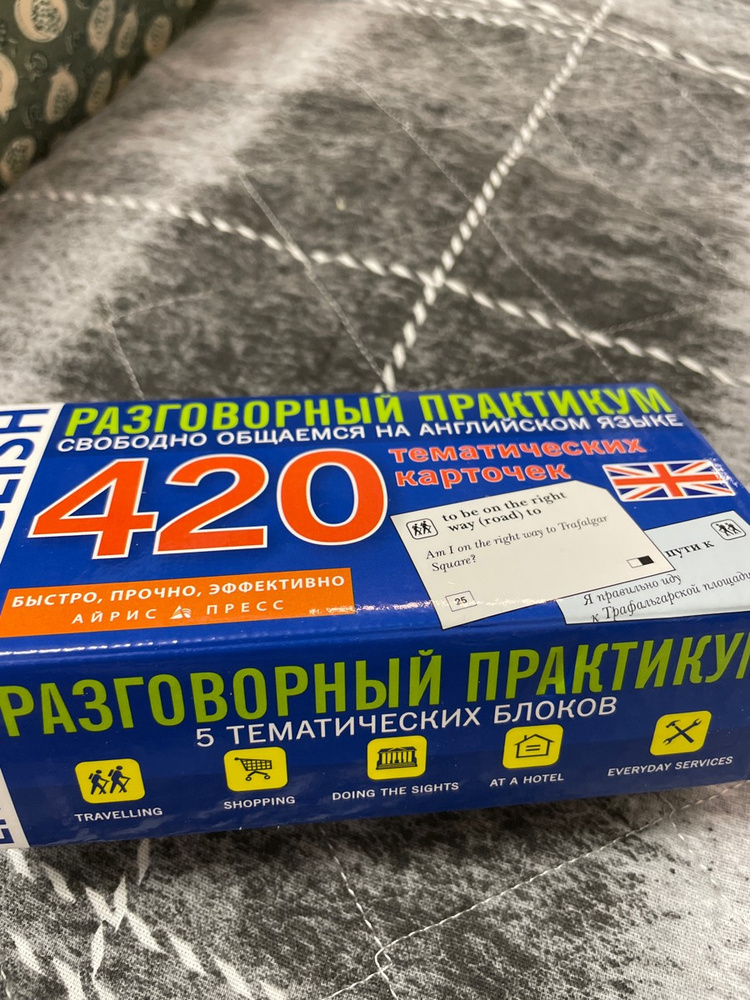 РАЗГОВОРНЫЙ ПРАКТИКУМ
СВОБОДНО ОБЩАЕМСЯ НА АНГЛИЙСКОМ ЯЗЫКЕ
420
тематических
карточек
to be on the right
way (road) to
Am I on the right way to Trafalgar
Square?
25
пути к
Я правильно иду
к Трафальгарской площади
БЫСТРО, ПРОЧНО, ЭФФЕКТИВНО
АЙРИС ПРЕСС
РАЗГОВОРНЫЙ ПРАКТИКУМ
5 ТЕМАТИЧЕСКИХ БЛОКОВ
TRAVELLING
SHOPPING
DOING THE SIGHTS
AT A HOTEL
EVERYDAY SERVICES